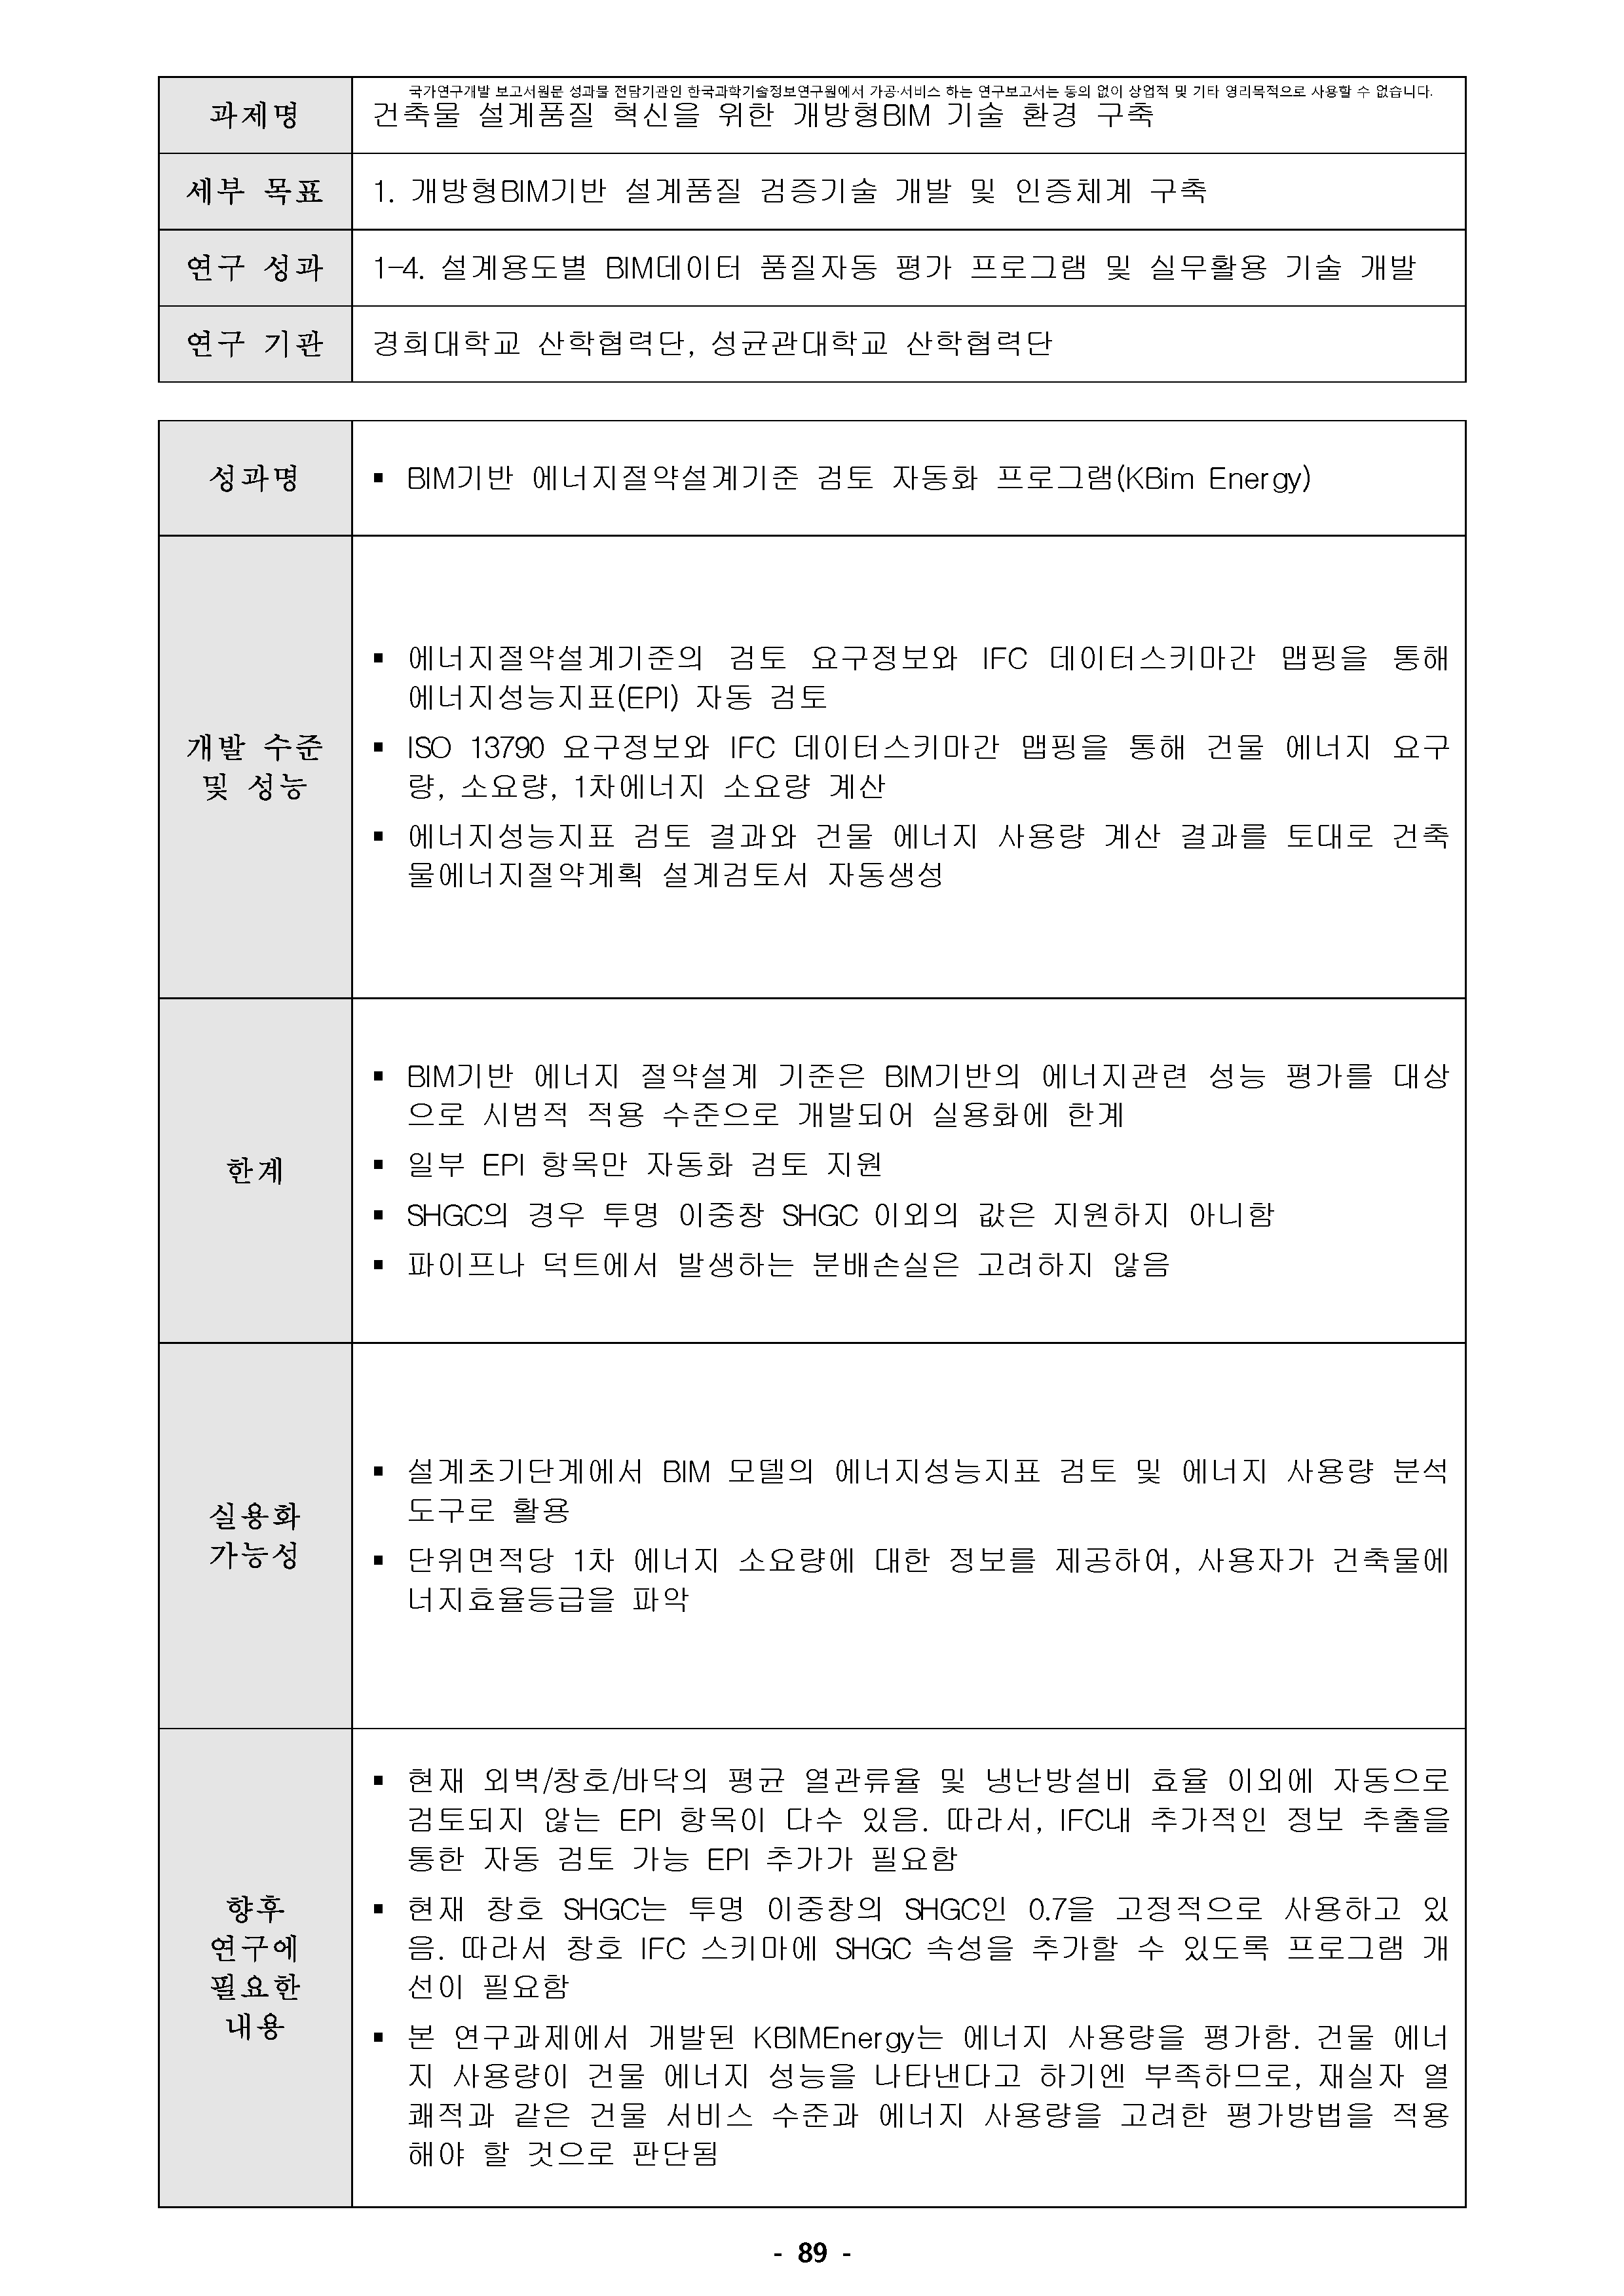 국가연구개발 보고서원문 성과물 전담기관인 한국과학기술정보연구원에서 가공·서비스 하는 연구보고서는 동의 없이 상업적 및 기타 영리목적으로 사용할 수 없습니다.
과제명 건축물 설계품질 혁신을 위한 개방형BIM 기술 환경 구축
세부 목표 1. 개방형BIM기반 설계품질 검증기술 개발 및 인증체계 구축
연구 성과 1-4. 설계용도별 BIM데이터 품질자동 평가 프로그램 및 실무활용 기술 개발
연구 기관 경희대학교 산학협력단, 성균관대학교 산학협력단
성과명 ▪ BIM기반 에너지절약설계기준 검토 자동화 프로그램(KBim Energy)
개발 수준
및 성능
▪ 에너지절약설계기준의 검토 요구정보와 IFC 데이터스키마간 맵핑을 통해
에너지성능지표(EPI) 자동 검토
▪ ISO 13790 요구정보와 IFC 데이터스키마간 맵핑을 통해 건물 에너지 요구
량, 소요량, 1차에너지 소요량 계산
▪ 에너지성능지표 검토 결과와 건물 에너지 사용량 계산 결과를 토대로 건축
물에너지절약계획 설계검토서 자동생성
한계
▪ BIM기반 에너지 절약설계 기준은 BIM기반의 에너지관련 성능 평가를 대상
으로 시범적 적용 수준으로 개발되어 실용화에 한계
▪ 일부 EPI 항목만 자동화 검토 지원
▪ SHGC의 경우 투명 이중창 SHGC 이외의 값은 지원하지 아니함
▪ 파이프나 덕트에서 발생하는 분배손실은 고려하지 않음
실용화
가능성
▪ 설계초기단계에서 BIM 모델의 에너지성능지표 검토 및 에너지 사용량 분석
도구로 활용
▪ 단위면적당 1차 에너지 소요량에 대한 정보를 제공하여, 사용자가 건축물에
너지효율등급을 파악
향후
연구에
필요한
내용
▪ 현재 외벽/창호/바닥의 평균 열관류율 및 냉난방설비 효율 이외에 자동으로
검토되지 않는 EPI 항목이 다수 있음. 따라서, IFC내 추가적인 정보 추출을
통한 자동 검토 가능 EPI 추가가 필요함
▪ 현재 창호 SHGC는 투명 이중창의 SHGC인 0.7을 고정적으로 사용하고 있
음. 따라서 창호 IFC 스키마에 SHGC 속성을 추가할 수 있도록 프로그램 개
선이 필요함
▪ 본 연구과제에서 개발된 KBIMEnergy는 에너지 사용량을 평가함. 건물 에너
지 사용량이 건물 에너지 성능을 나타낸다고 하기엔 부족하므로, 재실자 열
쾌적과 같은 건물 서비스 수준과 에너지 사용량을 고려한 평가방법을 적용
해야 할 것으로 판단됨
- 89 -